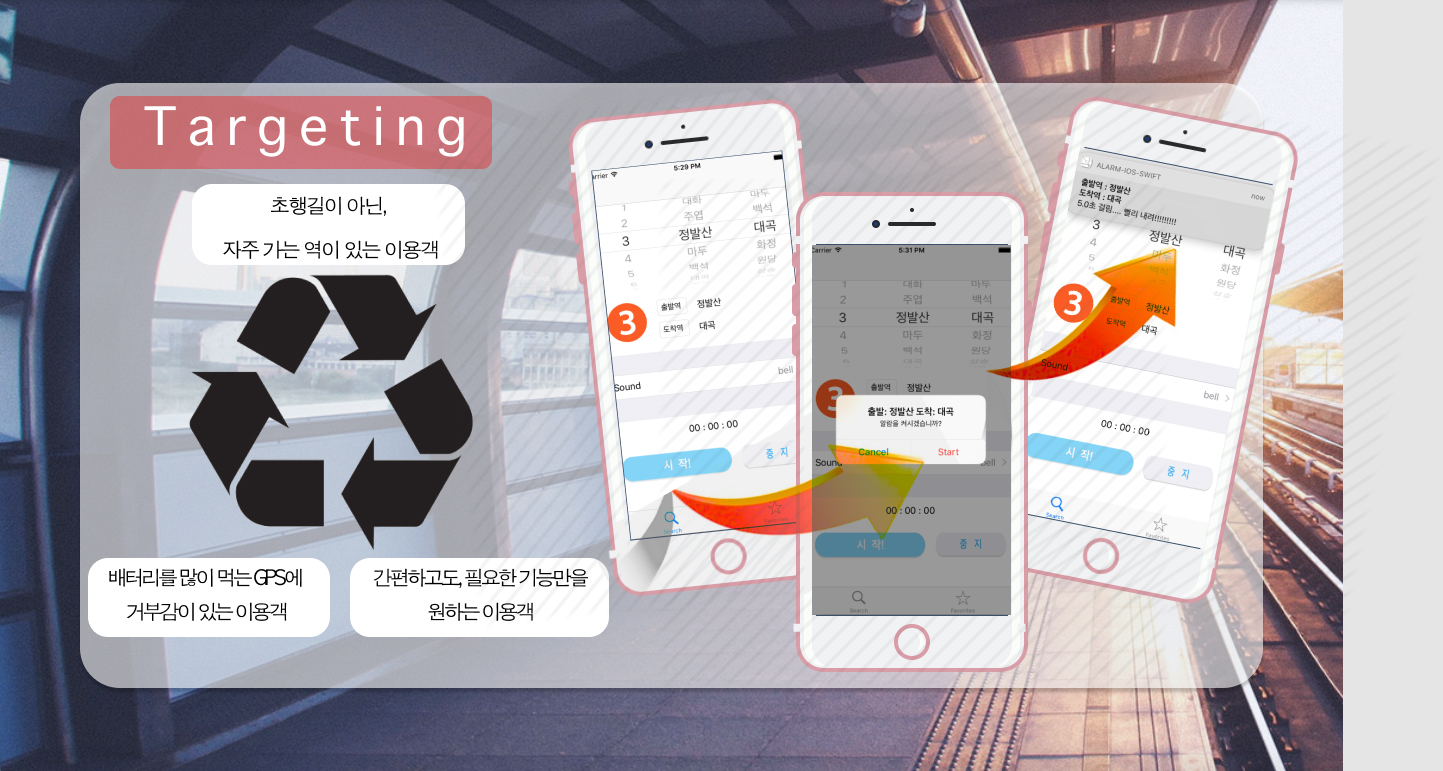 Targeting
초행길이 아닌,
자주 가는 역이 있는 이용객
배터리를 많이 먹는 GPS에
거부감이 있는 이용객
간편하고도, 필요한 기능만을
원하는 이용객
5:29 PM
대화 마두
1 주엽 백석
2 정발산 대곡
3 마두 화정
4 백석 원당
5
3
출발역 정발산
도착역 대곡
Sound bell
00 : 00 : 00
시 작! 중 지
Search
Carrier 5:31 PM
1 대화 마두
2 주엽 백석
3 정발산 대곡
4 마두 화정
5 백석 원당
3
출발역 정발산
출발: 정발산 도착: 대곡
알람을 켜시겠습니까?
Cancel Start
Sound bell
00 : 00 : 00
시 작! 중 지
Search Favorites
ALARM-IOS-SWIFT now
출발역 : 정발산
도착역 : 대곡
5.0초 걸림.... 빨리 내려!!!!!!!!!
3 정발산 대곡
4 화정
5 원당
3
출발역 정발산
도착역 대곡
Sound bell
00 : 00 : 00
시 작! 중 지
Search Favorites